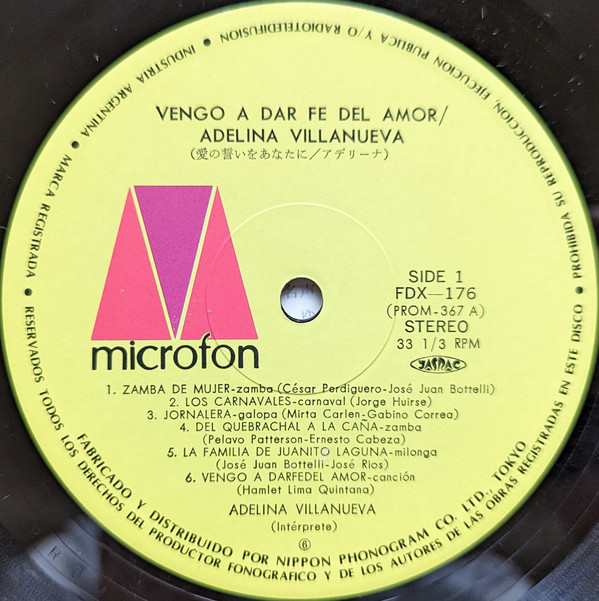 VENGO A DAR FE DEL AMOR/
ADELINA VILLANUEVA
(愛の誓いをあなたに/アデリーナ)
microfon
SIDE 1
FDX—176
(PROM-367 A)
STEREO
33 1/3 RPM
JASRAC
1. ZAMBA DE MUJER-zamba (César Perdiguero-José Juan Bottelli)
2. LOS CARNAVALES-carnaval (Jorge Huirse)
3. JORNALERA-galopa (Mirta Carlen-Gabino Correa)
4. DEL QUEBRACHAL A LA CAÑA-zamba
(Pelavo Patterson-Ernesto Cabeza)
5. LA FAMILIA DE JUANITO LAGUNA-milonga
(José Juan Bottelli-José Rios)
6. VENGO A DARFEDEL AMOR-canción
(Hamlet Lima Quintana)
ADELINA VILLANUEVA
(Intérprete)
⑥
• INDUSTRIA ARGENTINA • MARCA REGISTRADA • RESERVADOS TODOS LOS DERECHOS DEL PRODUCTOR FONOGRAFICO Y DE LOS AUTORES DE LAS OBRAS REGISTRADAS EN ESTE DISCO • PROHIBIDA SU REPRODUCCION, EJECUCION PUBLICA Y/O RADIOTELEDIFUSION
FABRICADO Y DISTRIBUIDO POR NIPPON PHONOGRAM CO. LTD., TOKYO